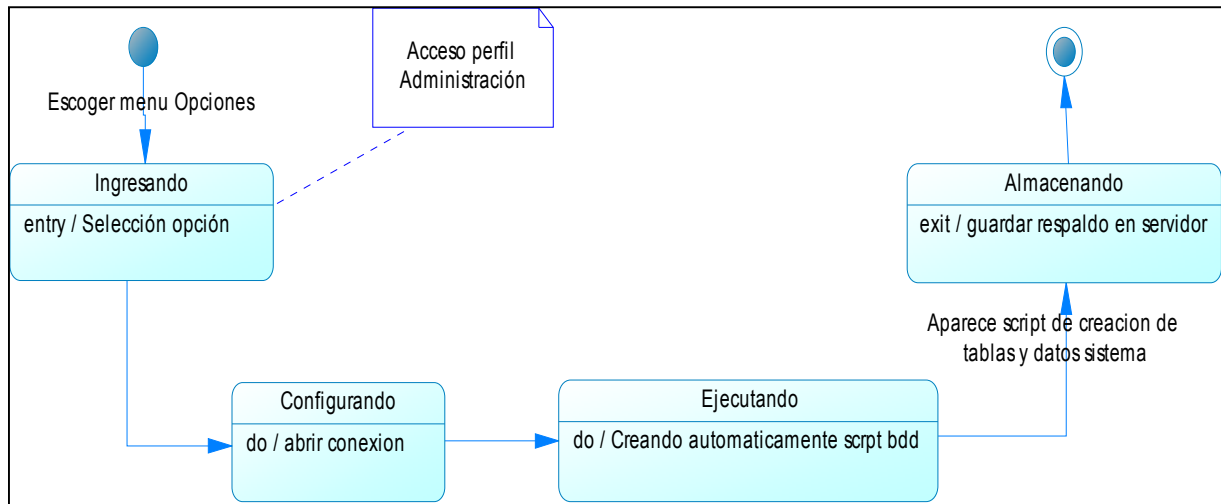 Acceso perfil
Administración
Escoger menu Opciones
Ingresando
entry / Selección opción
Almacenando
exit / guardar respaldo en servidor
Aparece script de creacion de
tablas y datos sistema
Configurando
do / abrir conexion
Ejecutando
do / Creando automaticamente scrpt bdd